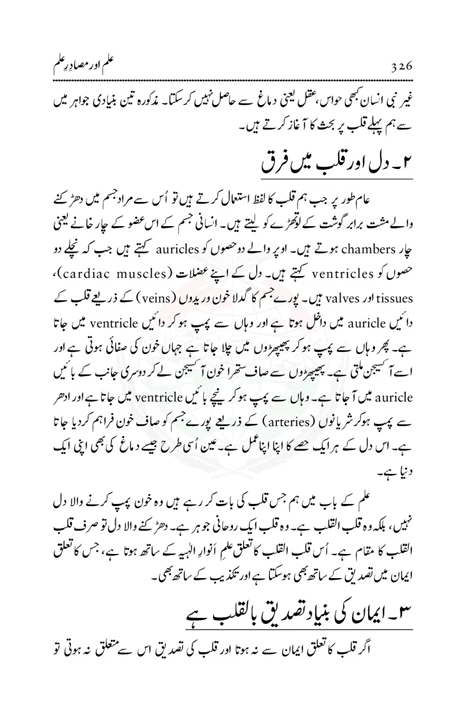 علم اور مصادرِ علم
326
غیر نبی انسان کبھی حواس، عقل یعنی دماغ سے حاصل نہیں کر سکتا۔ مذکورہ تین بنیادی جواہر میں
سے ہم پہلے قلب پر بحث کا آغاز کرتے ہیں۔
۲۔ دل اور قلب میں فرق
عام طور پر جب ہم قلب کا لفظ استعمال کرتے ہیں تو اُس سے مراد جسم میں دھڑکنے
والے مشت برابر گوشت کے لوتھڑے کو لیتے ہیں۔ انسانی جسم کے اس عضو کے چار خانے یعنی
چار chambers ہوتے ہیں۔ اوپر والے دو حصوں کو auricles کہتے ہیں جب کہ نچلے دو
حصوں کو ventricles کہتے ہیں۔ دل کے اپنے عضلات (cardiac muscles)،
tissues اور valves ہیں۔ پورے جسم کا گدلا خون وریدوں (veins) کے ذریعے قلب کے
دائیں auricle میں داخل ہوتا ہے اور وہاں سے پمپ ہو کر دائیں ventricle میں جاتا
ہے۔ پھر وہاں سے پمپ ہو کر پھیپھڑوں میں چلا جاتا ہے جہاں خون کی صفائی ہوتی ہے اور
اسے آکسیجن ملتی ہے۔ پھیپھڑوں سے صاف ستھرا خون آکسیجن لے کر دوسری جانب کے بائیں
auricle میں آ جاتا ہے۔ وہاں سے پمپ ہو کر نیچے بائیں ventricle میں جاتا ہے اور ادھر
سے پمپ ہو کر شریانوں (arteries) کے ذریعے پورے جسم کو صاف خون فراہم کر دیا جاتا
ہے۔ اس دل کے ہر ایک حصے کا اپنا اپنا عمل ہے۔ عین اُسی طرح جیسے دماغ کی بھی اپنی ایک
دنیا ہے۔
علم کے باب میں ہم جس قلب کی بات کر رہے ہیں وہ خون پمپ کرنے والا دل
نہیں، بلکہ وہ قلب القلب ہے۔ وہ قلب ایک روحانی جوہر ہے۔ دھڑکنے والا دل تو صرف قلب
القلب کا مقام ہے۔ اُس قلب القلب کا تعلق علمِ اَنوارِ الٰہیہ کے ساتھ ہوتا ہے، جس کا تعلق
ایمان میں تصدیق کے ساتھ بھی ہو سکتا ہے اور تکذیب کے ساتھ بھی۔
۳۔ ایمان کی بنیاد تصدیق بالقلب ہے
اگر قلب کا تعلق ایمان سے نہ ہوتا اور قلب کی تصدیق اس سے متعلق نہ ہوتی تو